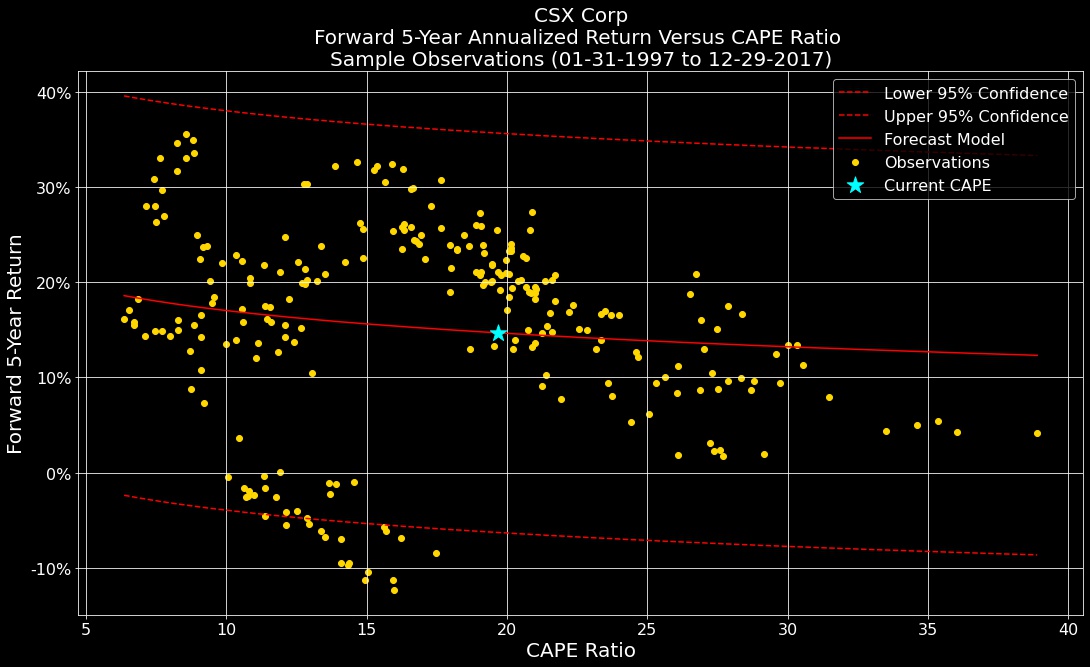 CSX Corp
Forward 5-Year Annualized Return Versus CAPE Ratio
Sample Observations (01-31-1997 to 12-29-2017)
Lower 95% Confidence
Upper 95% Confidence
Forecast Model
Observations
Current CAPE
Forward 5-Year Return
40%
30%
20%
10%
0%
-10%
5 10 15 20 25 30 35 40
CAPE Ratio